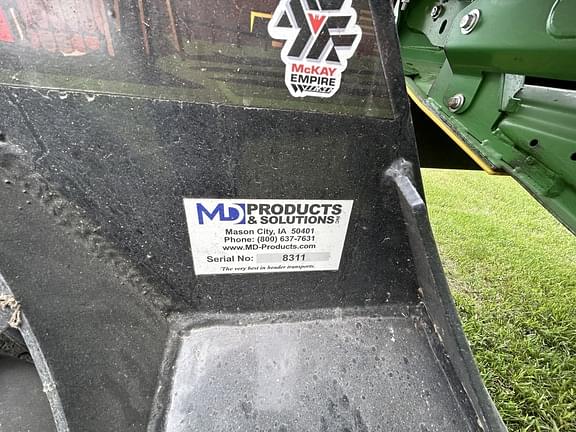 McKAY
EMPIRE
MD PRODUCTS
& SOLUTIONS
Mason City, IA 50401
Phone: (800) 637-7631
www.MD-Products.com
Serial No: 8311
"The very best in header transports.